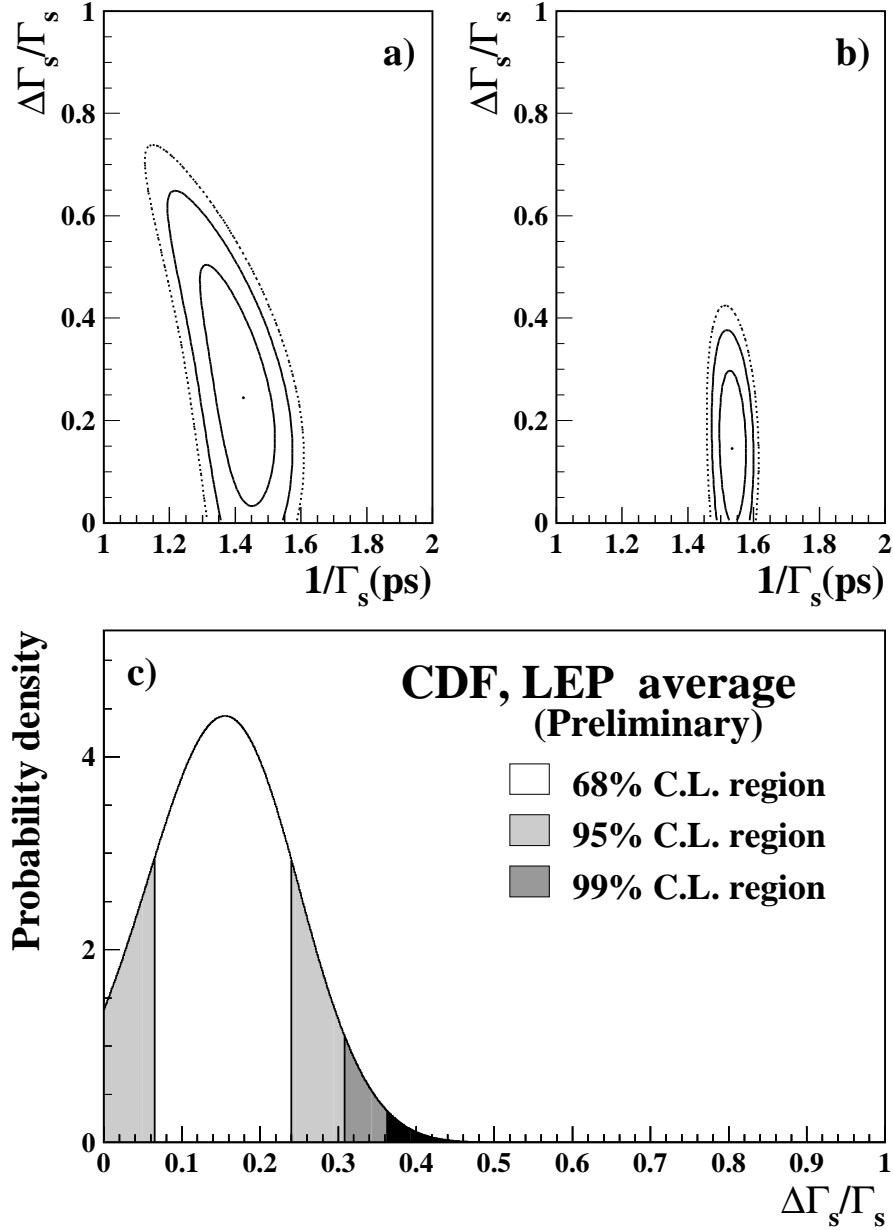 ΔΓs/Γs
1
0.8
0.6
0.4
0.2
0
a)
1 1.2 1.4 1.6 1.8 2
1/Γs(ps)
ΔΓs/Γs
1
0.8
0.6
0.4
0.2
0
b)
1 1.2 1.4 1.6 1.8 2
1/Γs(ps)
Probability density
4
2
0
c)
CDF, LEP average
(Preliminary)
68% C.L. region
95% C.L. region
99% C.L. region
0 0.1 0.2 0.3 0.4 0.5 0.6 0.7 0.8 0.9 1
ΔΓs/Γs